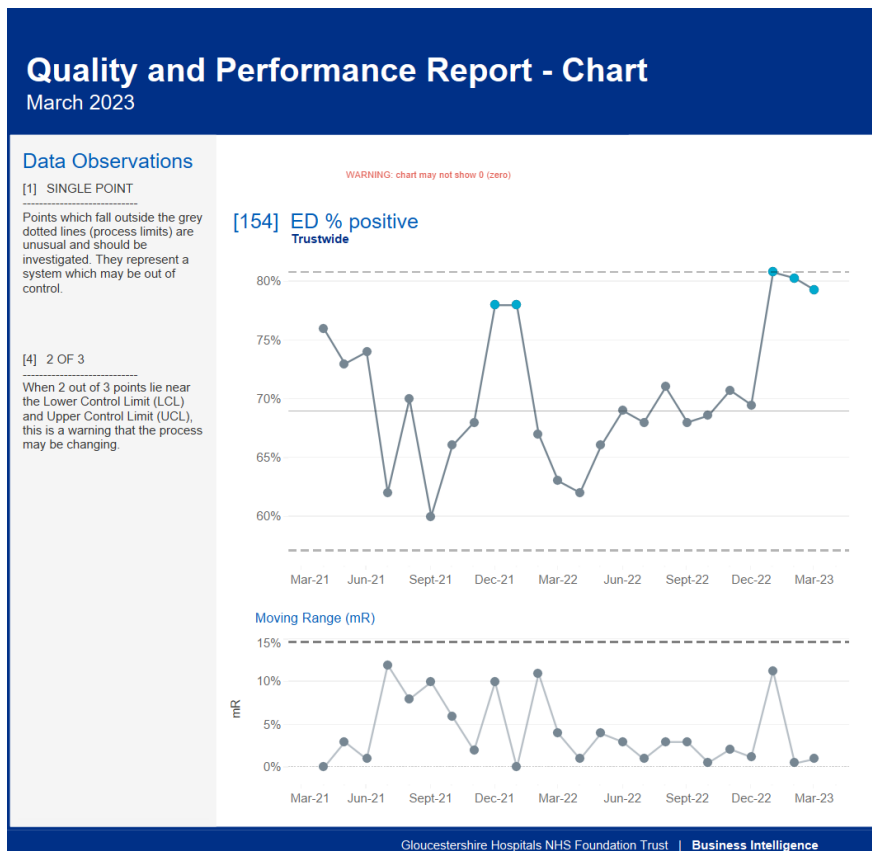 Quality and Performance Report - Chart
March 2023
Data Observations
[1] SINGLE POINT
----------------------------
Points which fall outside the grey
dotted lines (process limits) are
unusual and should be
investigated. They represent a
system which may be out of
control.
[4] 2 OF 3
----------------------------
When 2 out of 3 points lie near
the Lower Control Limit (LCL)
and Upper Control Limit (UCL),
this is a warning that the process
may be changing.
WARNING: chart may not show 0 (zero)
[154] ED % positive
Trustwide
80%
75%
70%
65%
60%
Mar-21 Jun-21 Sept-21 Dec-21 Mar-22 Jun-22 Sept-22 Dec-22 Mar-23
Moving Range (mR)
15%
10%
5%
0%
mR
Mar-21 Jun-21 Sept-21 Dec-21 Mar-22 Jun-22 Sept-22 Dec-22 Mar-23
Gloucestershire Hospitals NHS Foundation Trust | Business Intelligence